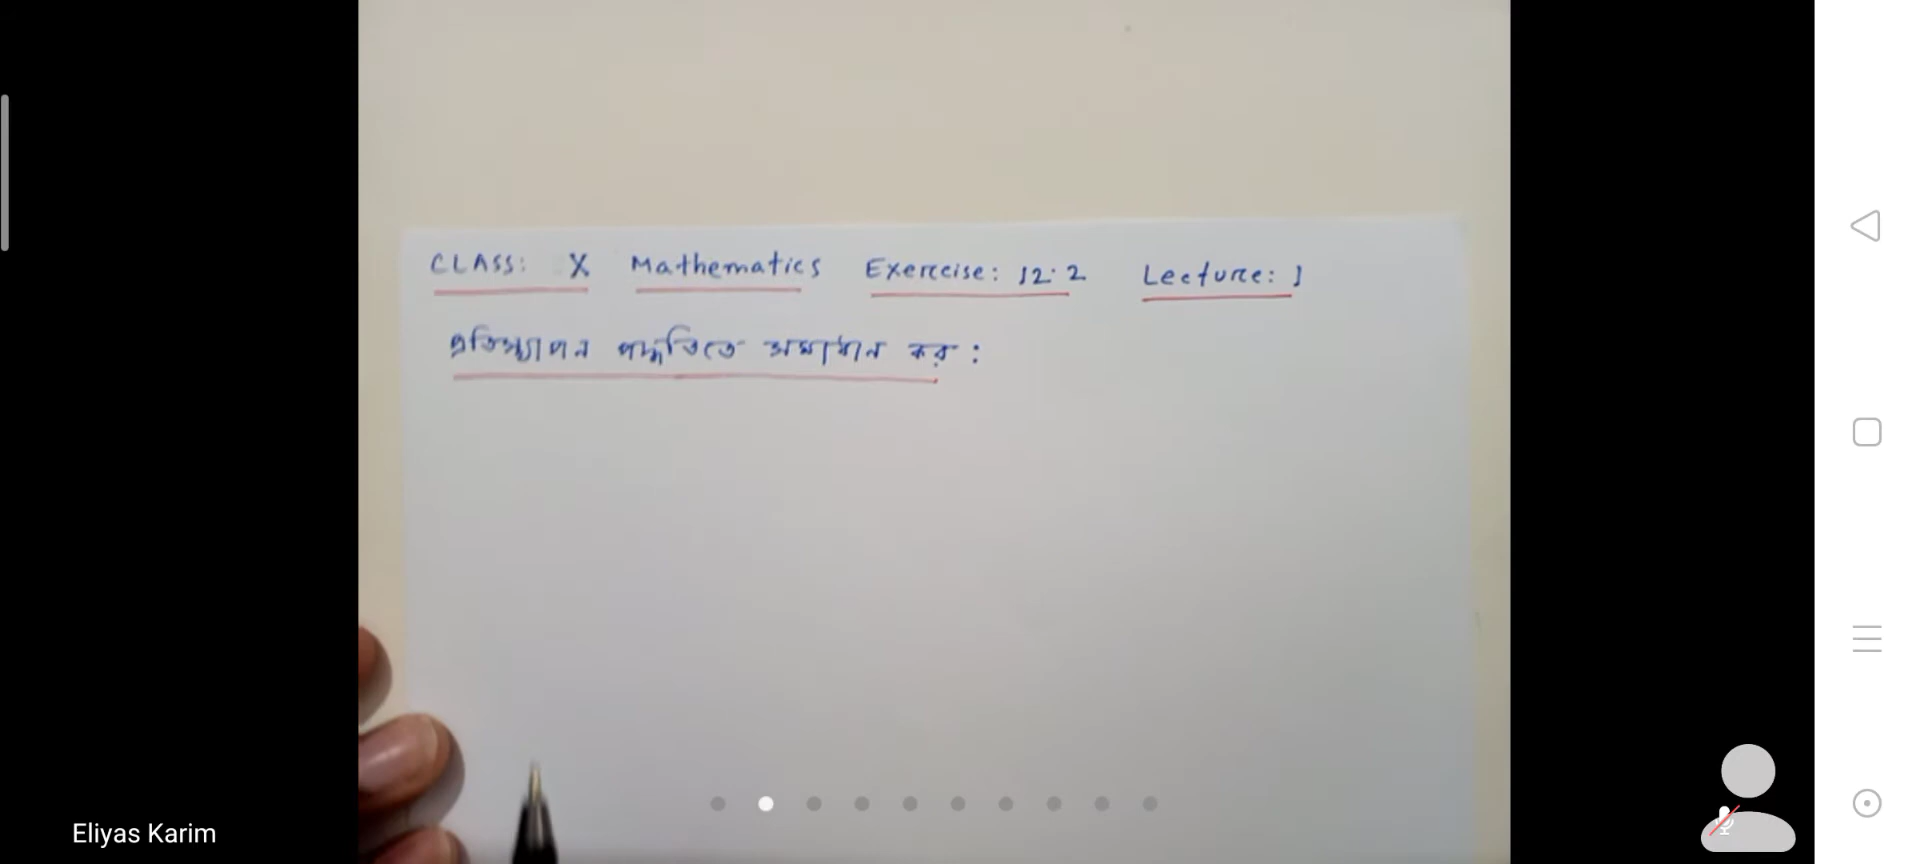 CLASS: X Mathematics Exercise: 12.2 Lecture: 1
প্রতিস্থাপন পদ্ধতিতে সমাধান কর:
Eliyas Karim